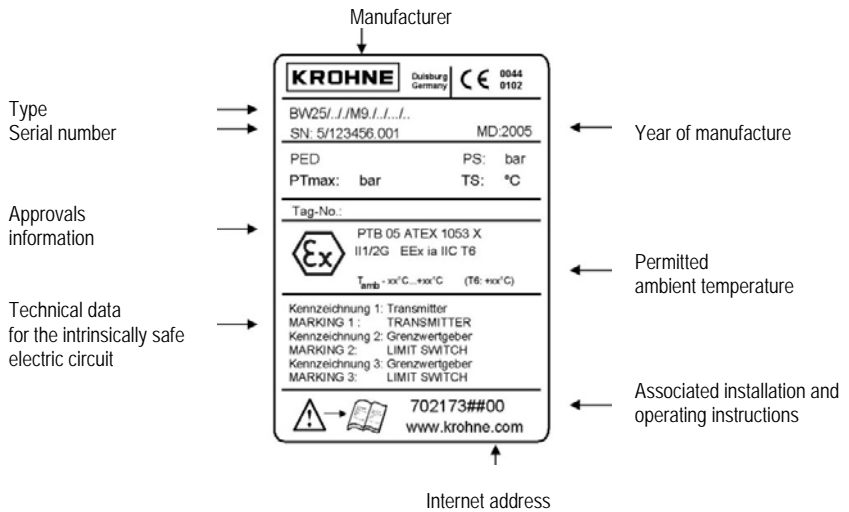 Manufacturer
KROHNE Duisburg Germany CE 0044 0102
Type
BW25/../../M9./../.../..
Serial number
SN: 5/123456.001 MD:2005
Year of manufacture
PED PS: bar
PTmax: bar TS: °C
Tag-No.:
Approvals
information
Ex
PTB 05 ATEX 1053 X
II1/2G EEx ia IIC T6
Tamb - xx°C...+xx°C (T6: +xx°C)
Permitted
ambient temperature
Technical data
for the intrinsically safe
electric circuit
Kennzeichnung 1: Transmitter
MARKING 1 : TRANSMITTER
Kennzeichnung 2: Grenzwertgeber
MARKING 2: LIMIT SWITCH
Kennzeichnung 3: Grenzwertgeber
MARKING 3: LIMIT SWITCH
702173##00
www.krohne.com
Associated installation and
operating instructions
Internet address